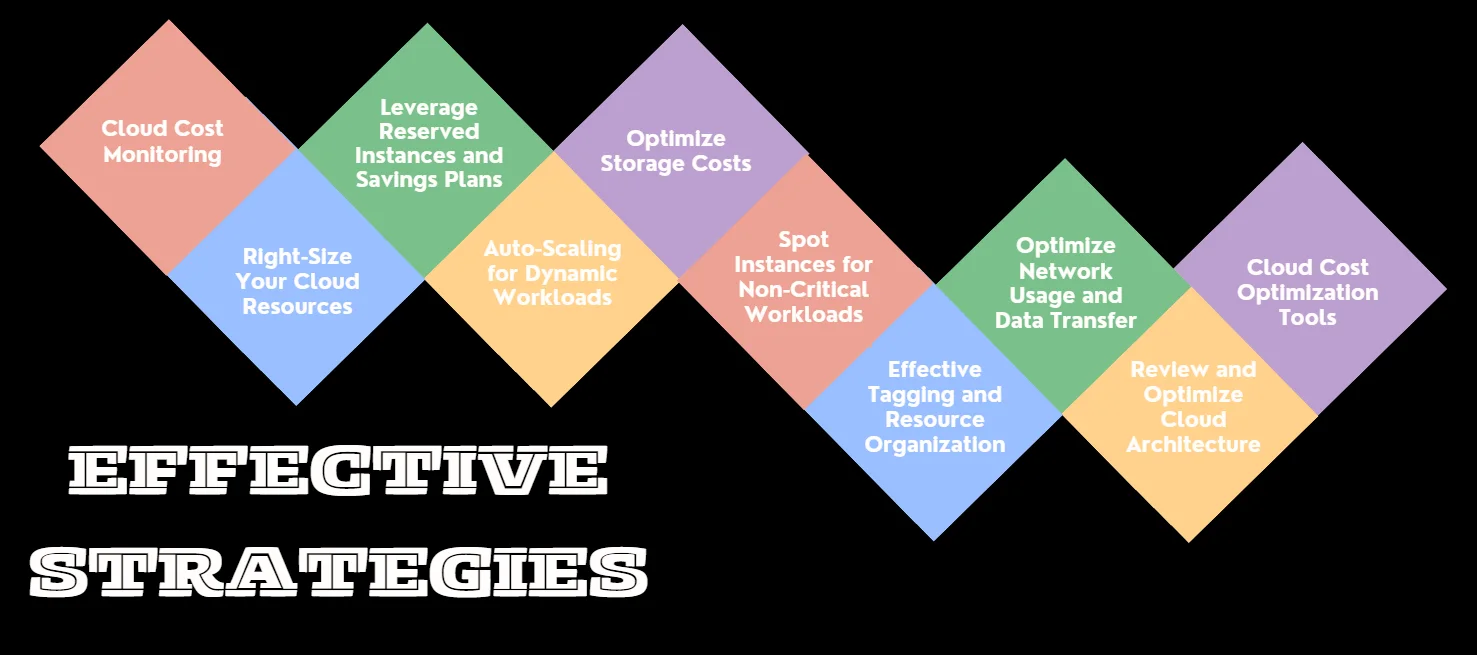 Cloud Cost
Monitoring
Right-Size
Your Cloud
Resources
Leverage
Reserved
Instances and
Savings Plans
Auto-Scaling
for Dynamic
Workloads
Optimize
Storage Costs
Spot
Instances for
Non-Critical
Workloads
Effective
Tagging and
Resource
Organization
Optimize
Network
Usage and
Data Transfer
Review and
Optimize
Cloud
Architecture
Cloud Cost
Optimization
Tools
EFFECTIVE
STRATEGIES